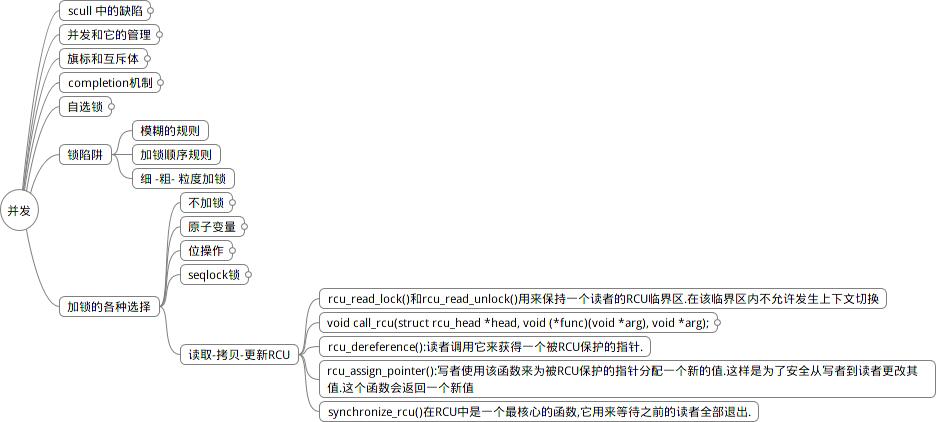 scull 中的缺陷
并发和它的管理
旗标和互斥体
completion机制
自选锁
模糊的规则
锁陷阱
加锁顺序规则
细 -粗- 粒度加锁
并发
不加锁
原子变量
位操作
seqlock锁
加锁的各种选择
rcu_read_lock()和rcu_read_unlock()用来保持一个读者的RCU临界区.在该临界区内不允许发生上下文切换
void call_rcu(struct rcu_head *head, void (*func)(void *arg), void *arg);
读取-拷贝-更新RCU
rcu_dereference():读者调用它来获得一个被RCU保护的指针.
rcu_assign_pointer():写者使用该函数来为被RCU保护的指针分配一个新的值.这样是为了安全从写者到读者更改其
值.这个函数会返回一个新值
synchronize_rcu()在RCU中是一个最核心的函数,它用来等待之前的读者全部退出.